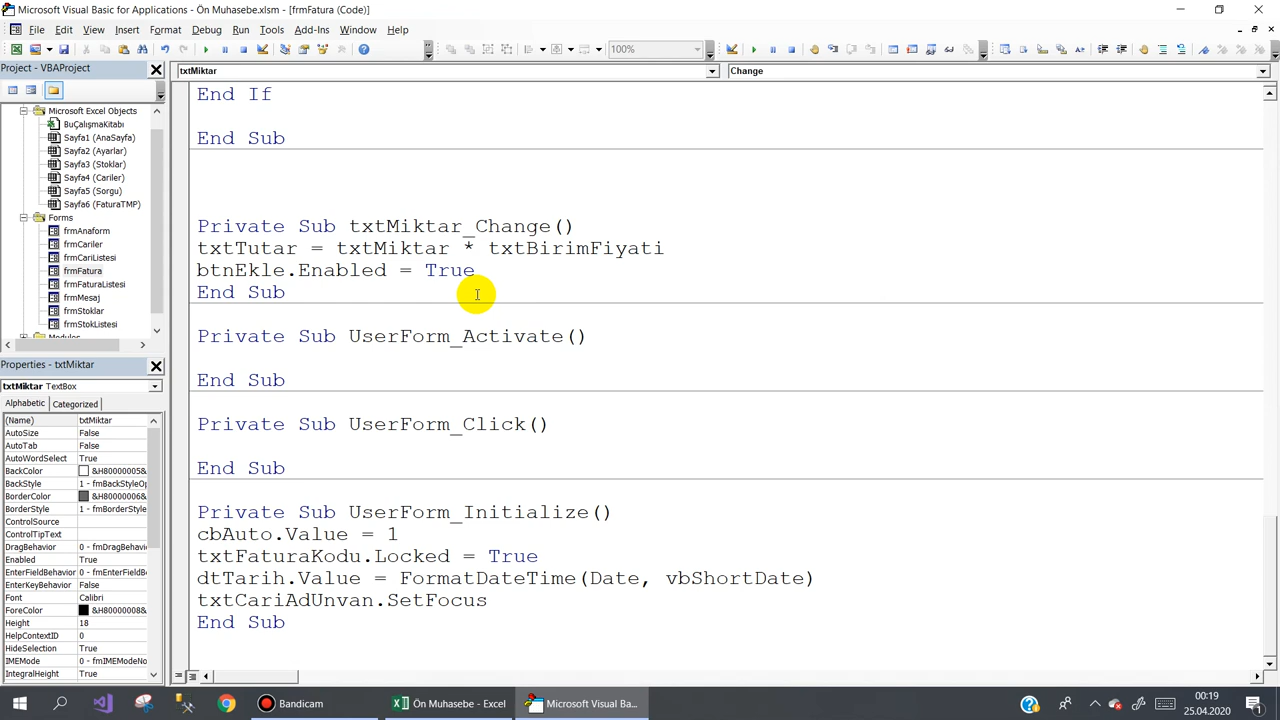 Microsoft Visual Basic for Applications - Ön Muhasebe.xlsm - [frmFatura (Code)]
File Edit View Insert Format Debug Run Tools Add-Ins Window Help
100%
Project - VBAProject
txtMiktar
Change
Microsoft Excel Objects
BuÇalışmaKitabı
Sayfa1 (AnaSayfa)
Sayfa2 (Ayarlar)
Sayfa3 (Stoklar)
Sayfa4 (Cariler)
Sayfa5 (Sorgu)
Sayfa6 (FaturaTMP)
Forms
frmAnaform
frmCariler
frmCariListesi
frmFatura
frmFaturaListesi
frmMesaj
frmStoklar
frmStokListesi
Modules
Properties - txtMiktar
txtMiktar TextBox
Alphabetic Categorized
(Name) txtMiktar
AutoSize False
AutoTab False
AutoWordSelect True
BackColor &H80000005&
BackStyle 1 - fmBackStyleOp
BorderColor &H80000006&
BorderStyle 1 - fmBorderStyle
ControlSource
ControlTipText
DragBehavior 0 - fmDragBehavio
Enabled True
EnterFieldBehavior 0 - fmEnterFieldBe
EnterKeyBehavior False
Font Calibri
ForeColor &H80000008&
Height 18
HelpContextID 0
HideSelection True
IMEMode 0 - fmIMEModeNo
IntegralHeight True
End If
End Sub
Private Sub txtMiktar_Change()
txtTutar = txtMiktar * txtBirimFiyati
btnEkle.Enabled = True
End Sub
Private Sub UserForm_Activate()
End Sub
Private Sub UserForm_Click()
End Sub
Private Sub UserForm_Initialize()
cbAuto.Value = 1
txtFaturaKodu.Locked = True
dtTarih.Value = FormatDateTime(Date, vbShortDate)
txtCariAdUnvan.SetFocus
End Sub
Bandicam
Ön Muhasebe - Excel
Microsoft Visual Ba...
00:19
25.04.2020